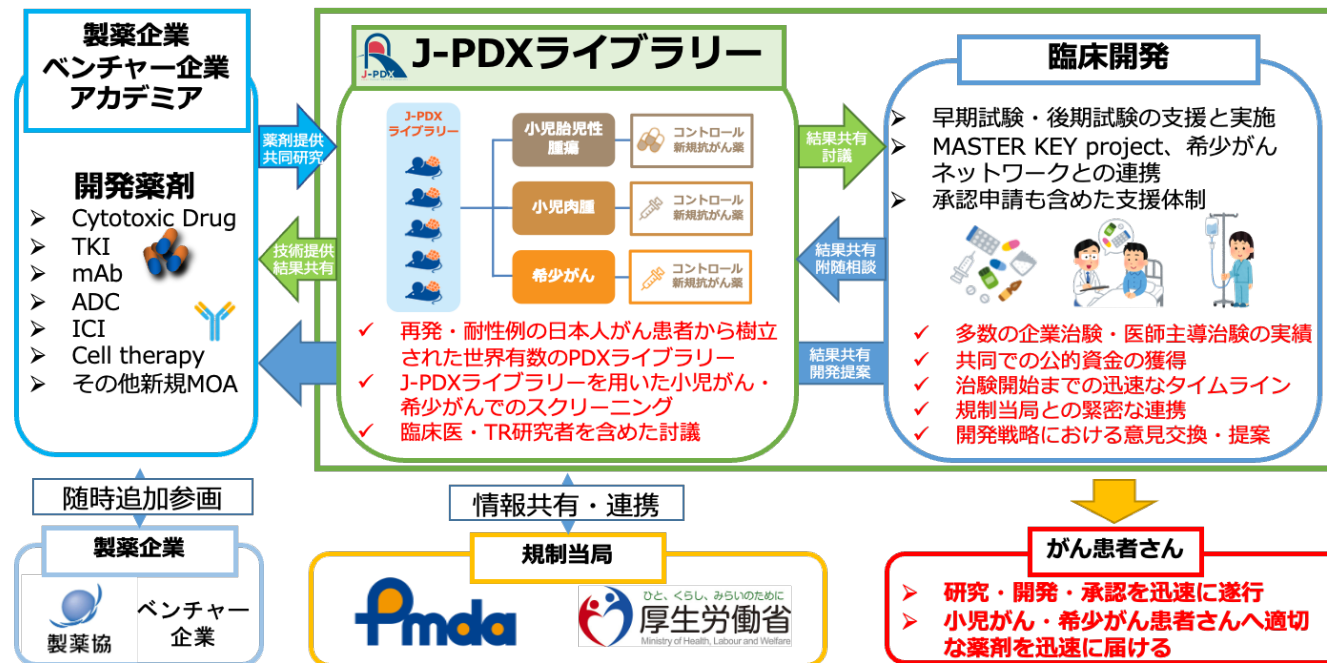 製薬企業
ベンチャー企業
アカデミア
開発薬剤
➢ Cytotoxic Drug
➢ TKI
➢ mAb
➢ ADC
➢ ICI
➢ Cell therapy
➢ その他新規MOA
薬剤提供
共同研究
技術提供
結果共有
J-PDX
J-PDXライブラリー
J-PDX
ライブラリー
小児胎児性
腫瘍
コントロール
新規抗がん薬
小児肉腫
コントロール
新規抗がん薬
希少がん
コントロール
新規抗がん薬
✓ 再発・耐性例の日本人がん患者から樹立
された世界有数のPDXライブラリー
✓ J-PDXライブラリーを用いた小児がん・
希少がんでのスクリーニング
✓ 臨床医・TR研究者を含めた討議
結果共有
討議
結果共有
附随相談
結果共有
開発提案
臨床開発
➢ 早期試験・後期試験の支援と実施
➢ MASTER KEY project、希少がん
ネットワークとの連携
➢ 承認申請も含めた支援体制
✓ 多数の企業治験・医師主導治験の実績
✓ 共同での公的資金の獲得
✓ 治験開始までの迅速なタイムライン
✓ 規制当局との緊密な連携
✓ 開発戦略における意見交換・提案
随時追加参画
製薬企業
製薬協
ベンチャー
企業
情報共有・連携
規制当局
Pmda
ひと、くらし、みらいのために
厚生労働省
Ministry of Health, Labour and Welfare
がん患者さん
➢ 研究・開発・承認を迅速に遂行
➢ 小児がん・希少がん患者さんへ適切
な薬剤を迅速に届ける